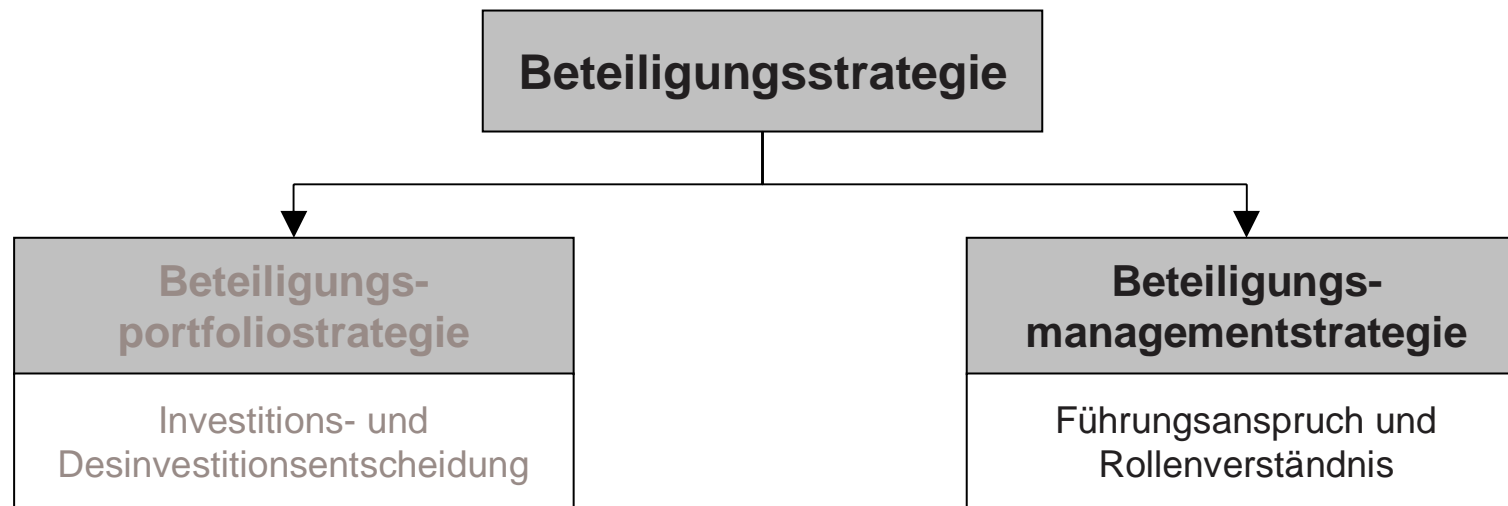 Beteiligungsstrategie
Beteiligungs-
portfoliostrategie
Investitions- und
Desinvestitionsentscheidung
Beteiligungs-
managementstrategie
Führungsanspruch und
Rollenverständnis